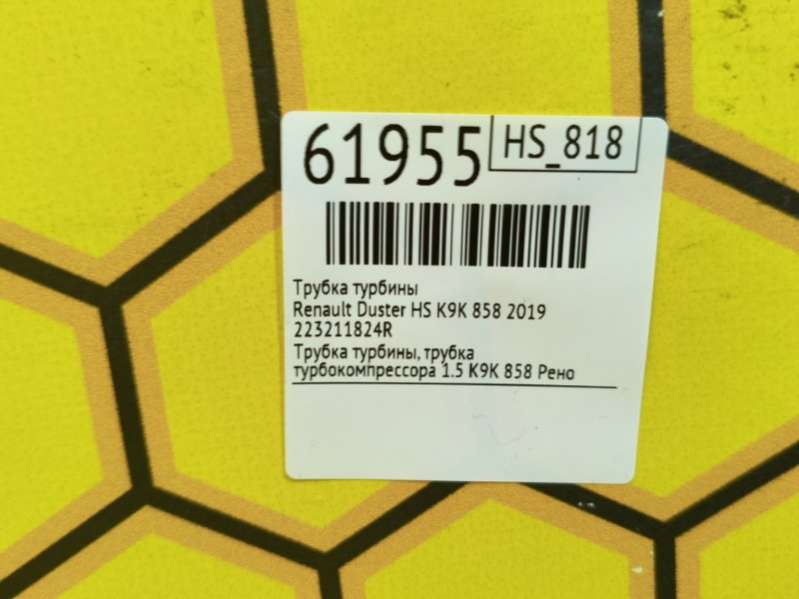 61955
HS_818
Трубка турбины
Renault Duster HS K9K 858 2019
223211824R
Трубка турбины, трубка
турбокомпрессора 1.5 K9K 858 Рено